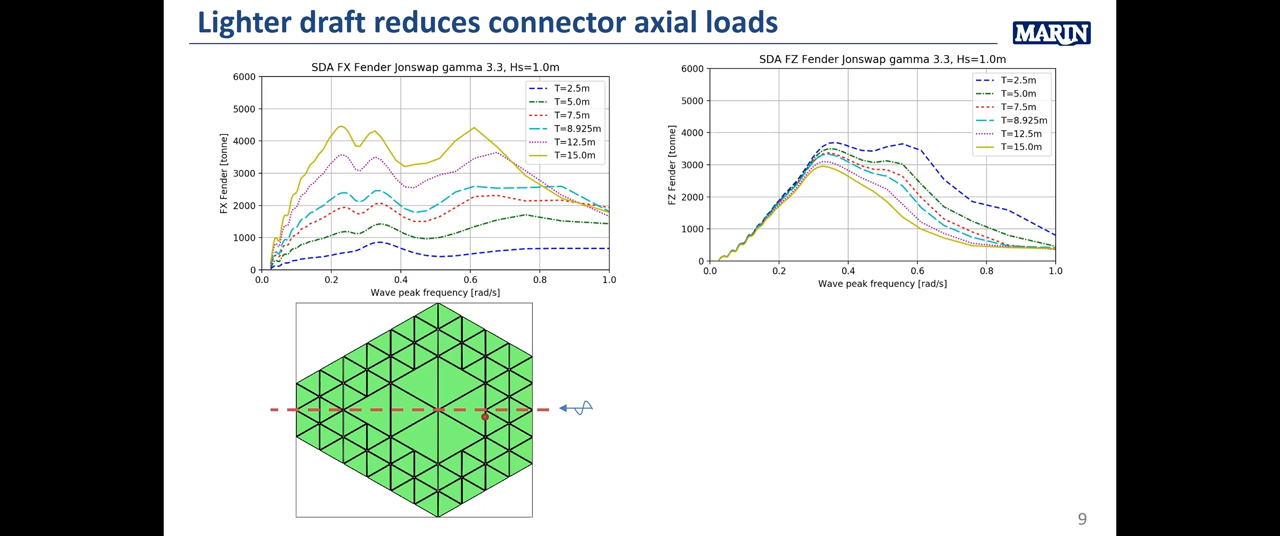 Lighter draft reduces connector axial loads
MARIN
SDA FX Fender Jonswap gamma 3.3, Hs=1.0m
FX Fender [tonne]
6000
5000
4000
3000
2000
1000
0
0.0 0.2 0.4 0.6 0.8 1.0
Wave peak frequency [rad/s]
T=2.5m
T=5.0m
T=7.5m
T=8.925m
T=12.5m
T=15.0m
SDA FZ Fender Jonswap gamma 3.3, Hs=1.0m
FZ Fender [tonne]
6000
5000
4000
3000
2000
1000
0
0.0 0.2 0.4 0.6 0.8 1.0
Wave peak frequency [rad/s]
T=2.5m
T=5.0m
T=7.5m
T=8.925m
T=12.5m
T=15.0m
9